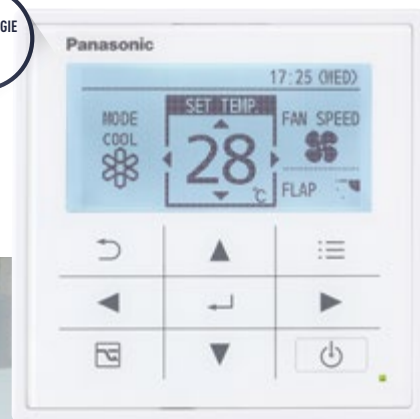 GIE
Panasonic
17:25 (WED)
MODE
COOL
SET TEMP.
28
℃
FAN SPEED
FLAP